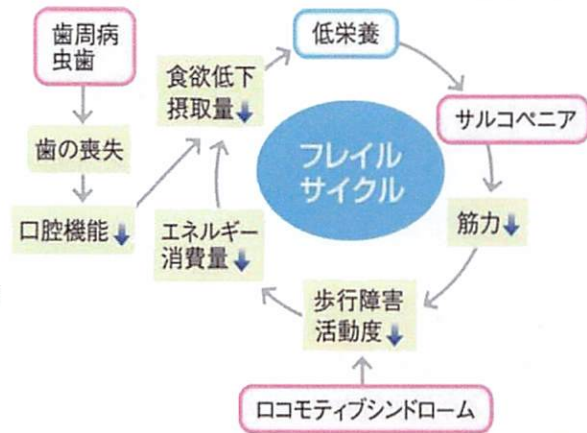 歯周病
虫歯
歯の喪失
口腔機能⬇
食欲低下
摂取量⬇
低栄養
サルコペニア
フレイル
サイクル
筋力⬇
エネルギー
消費量⬇
歩行障害
活動度⬇
ロコモティブシンドローム